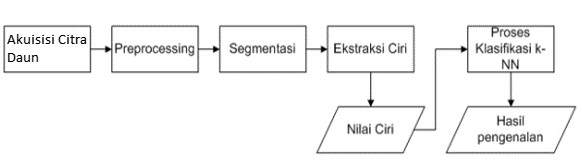 Akuisisi Citra
Daun
Preprocessing
Segmentasi
Ekstraksi Ciri
Nilai Ciri
Proses
Klasifikasi k-
NN
Hasil
pengenalan